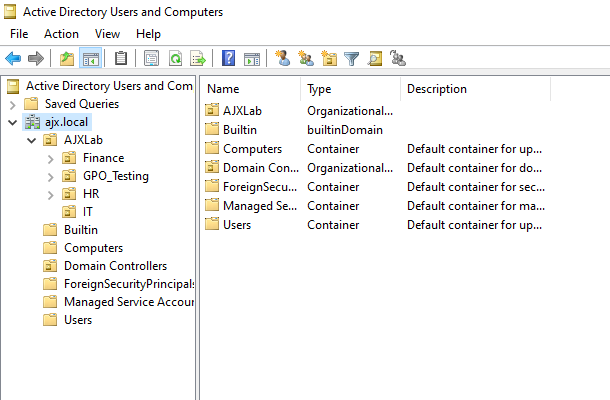 Active Directory Users and Computers
File Action View Help
Active Directory Users and Com
Saved Queries
ajx.local
AJXLab
Finance
GPO_Testing
HR
IT
Builtin
Computers
Domain Controllers
ForeignSecurityPrincipals
Managed Service Accour
Users
Name Type Description
AJXLab Organizational...
Builtin builtinDomain
Computers Container Default container for up...
Domain Con... Organizational... Default container for do...
ForeignSecu... Container Default container for sec...
Managed Se... Container Default container for ma...
Users Container Default container for up...